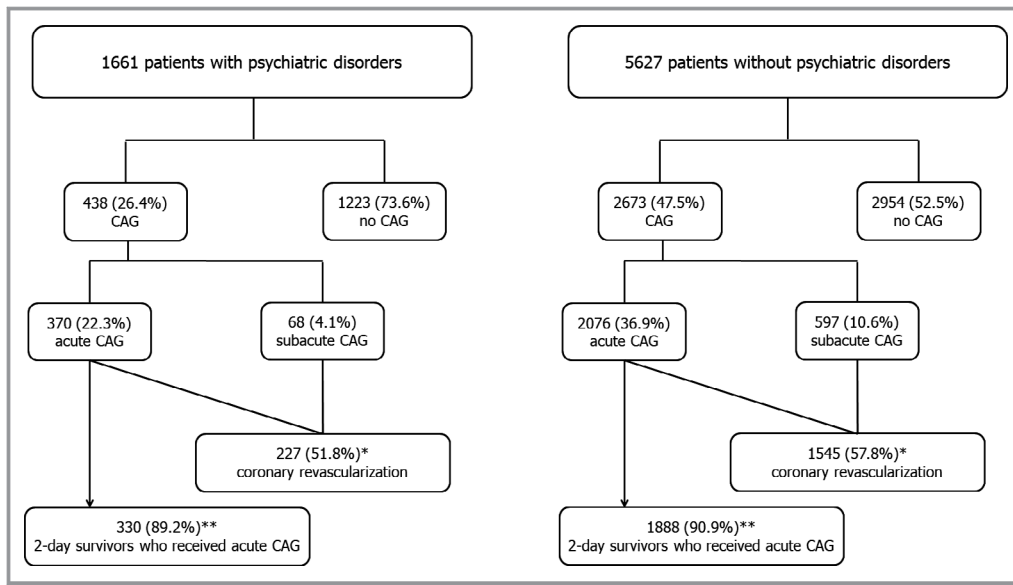 1661 patients with psychiatric disorders
5627 patients without psychiatric disorders
438 (26.4%)
CAG
1223 (73.6%)
no CAG
2673 (47.5%)
CAG
2954 (52.5%)
no CAG
370 (22.3%)
acute CAG
68 (4.1%)
subacute CAG
2076 (36.9%)
acute CAG
597 (10.6%)
subacute CAG
227 (51.8%)*
coronary revascularization
1545 (57.8%)*
coronary revascularization
330 (89.2%)**
2-day survivors who received acute CAG
1888 (90.9%)**
2-day survivors who received acute CAG